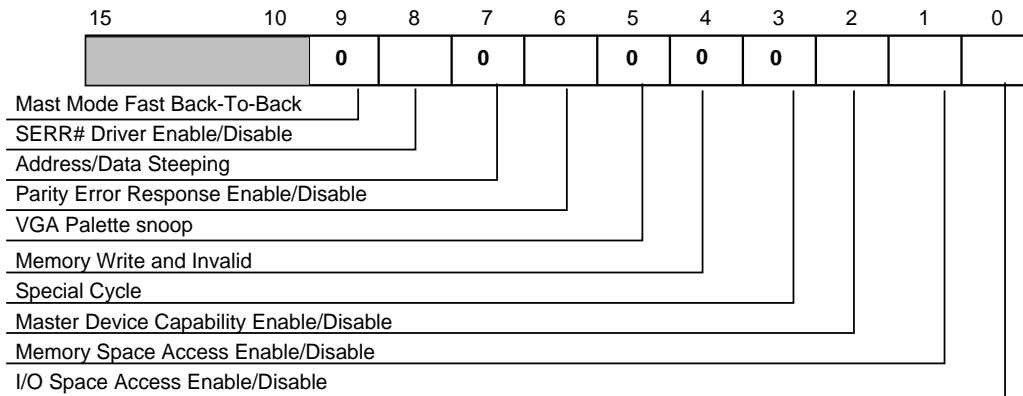 15 10 9 8 7 6 5 4 3 2 1 0
0 0 0 0 0
Mast Mode Fast Back-To-Back
SERR# Driver Enable/Disable
Address/Data Steeping
Parity Error Response Enable/Disable
VGA Palette snoop
Memory Write and Invalid
Special Cycle
Master Device Capability Enable/Disable
Memory Space Access Enable/Disable
I/O Space Access Enable/Disable